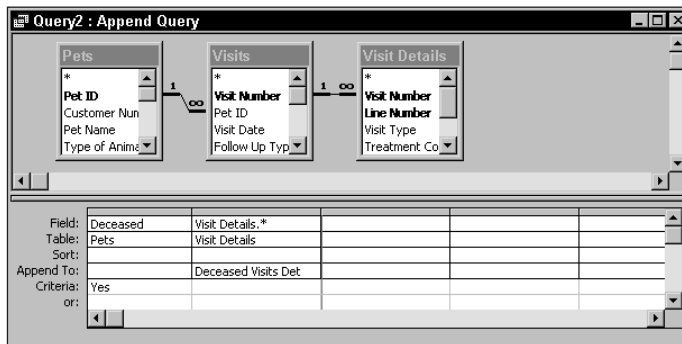 Query2 : Append Query
Pets
*
Pet ID
Customer Num
Pet Name
Type of Anima
Visits
*
Visit Number
Pet ID
Visit Date
Follow Up Typ
Visit Details
*
Visit Number
Line Number
Visit Type
Treatment Co
1
∞
1
∞
Field: Deceased Visit Details.*
Table: Pets Visit Details
Sort:
Append To: Deceased Visits Det
Criteria: Yes
or: